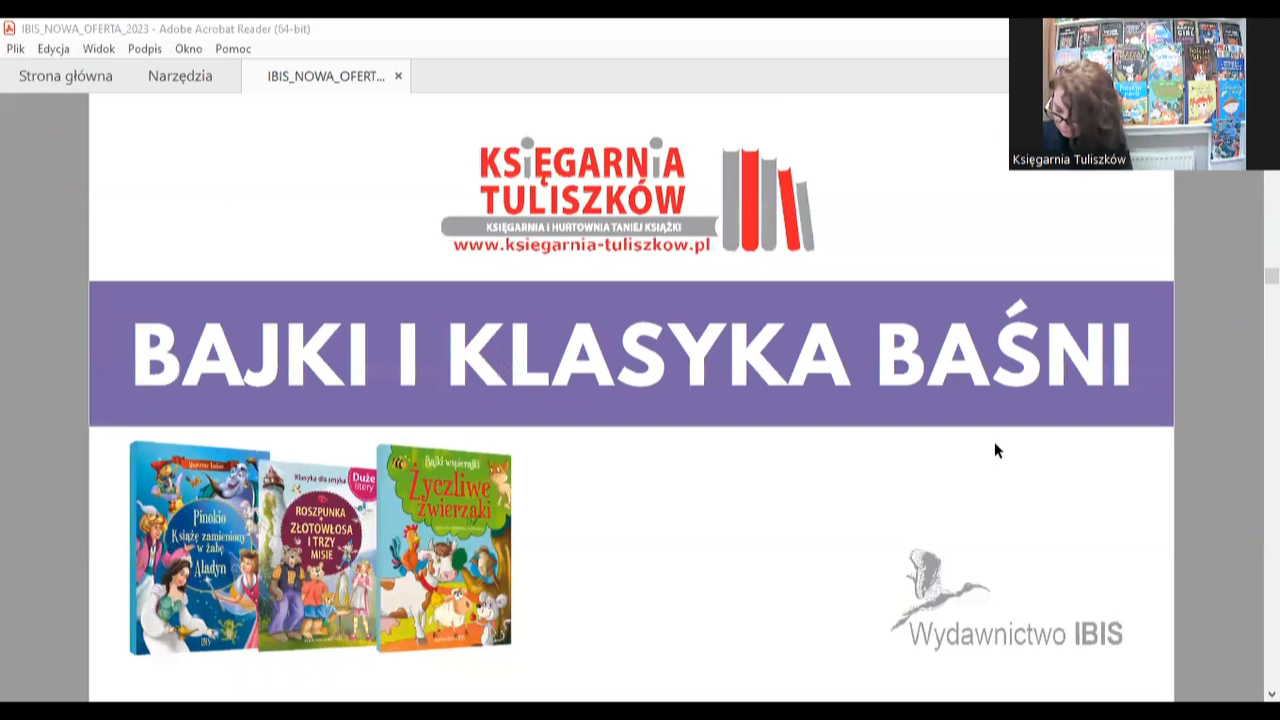 IBIS_NOWA_OFERTA_2023 - Adobe Acrobat Reader (64-bit)
Plik Edycja Widok Podpis Okno Pomoc
Strona główna Narzędzia IBIS_NOWA_OFERT... ×
Księgarnia Tuliszków
KSIĘGARNIA
TULISZKÓW
KSIĘGARNIA I HURTOWNIA TANIEJ KSIĄŻKI
www.księgarnia-tuliszkow.pl
BAJKI I KLASYKA BAŚNI
Pinokio
Książę zamieniony
w żabę
Aladyn
IBIS
Klasyka dla smyka
Duże
litery
ROSZPUNKA
ZŁOTOWŁOSA
I TRZY
MISIE
Bajki wspierajki
Życzliwe
zwierzaki
Wydawnictwo IBIS